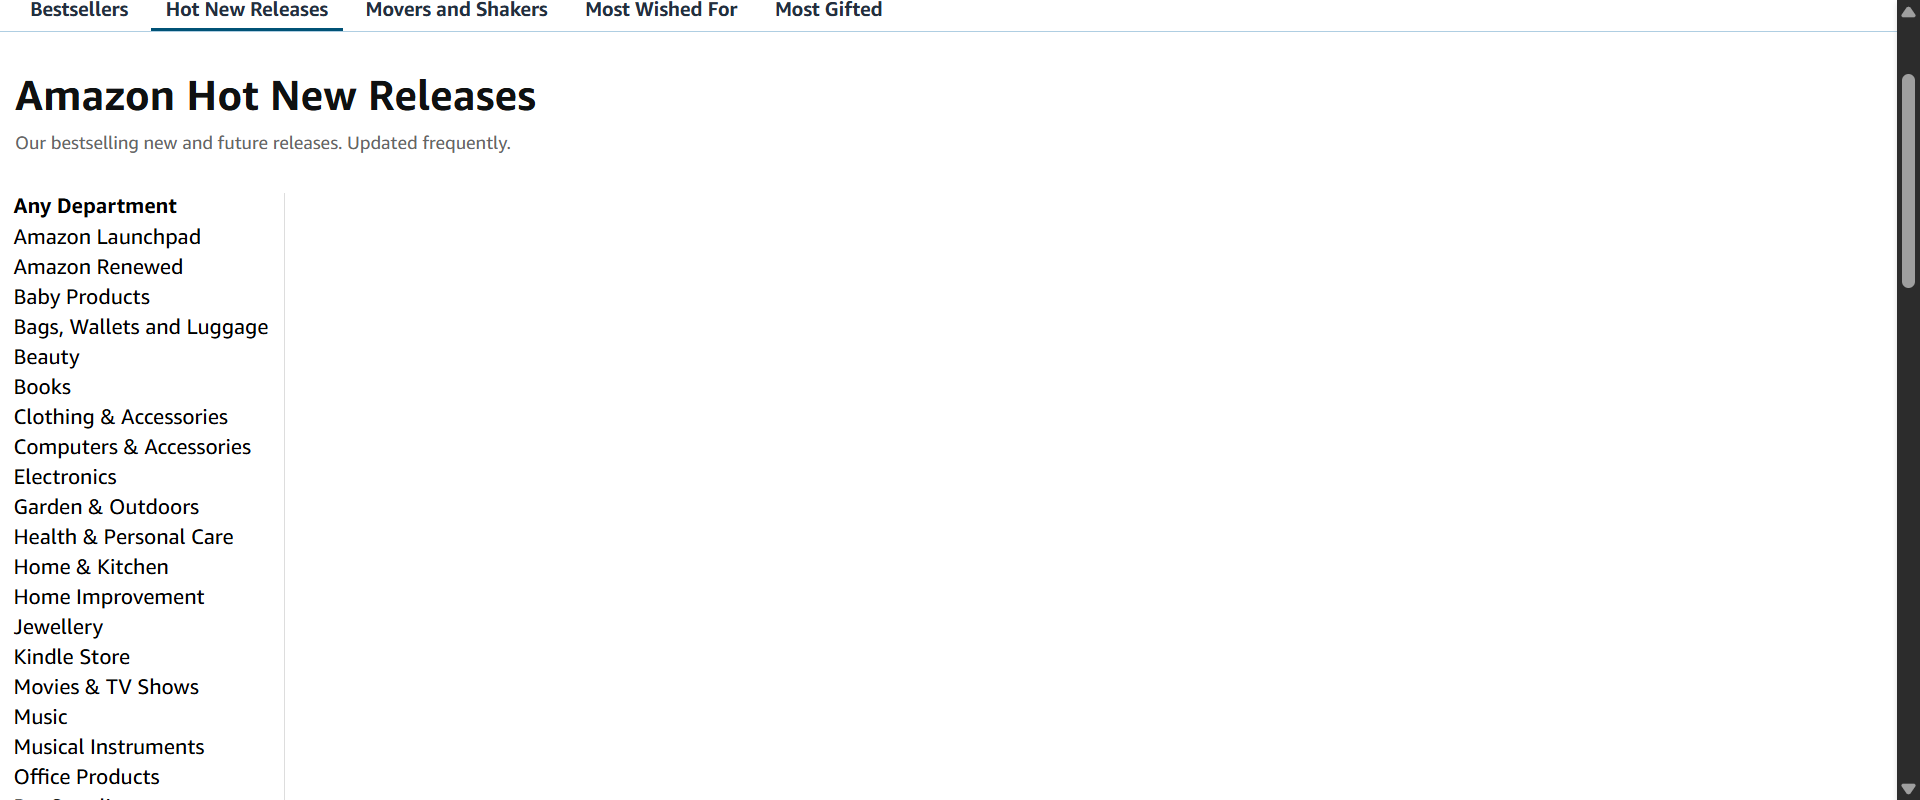 Bestsellers Hot New Releases Movers and Shakers Most Wished For Most Gifted
Amazon Hot New Releases
Our bestselling new and future releases. Updated frequently.
Any Department
Amazon Launchpad
Amazon Renewed
Baby Products
Bags, Wallets and Luggage
Beauty
Books
Clothing & Accessories
Computers & Accessories
Electronics
Garden & Outdoors
Health & Personal Care
Home & Kitchen
Home Improvement
Jewellery
Kindle Store
Movies & TV Shows
Music
Musical Instruments
Office Products